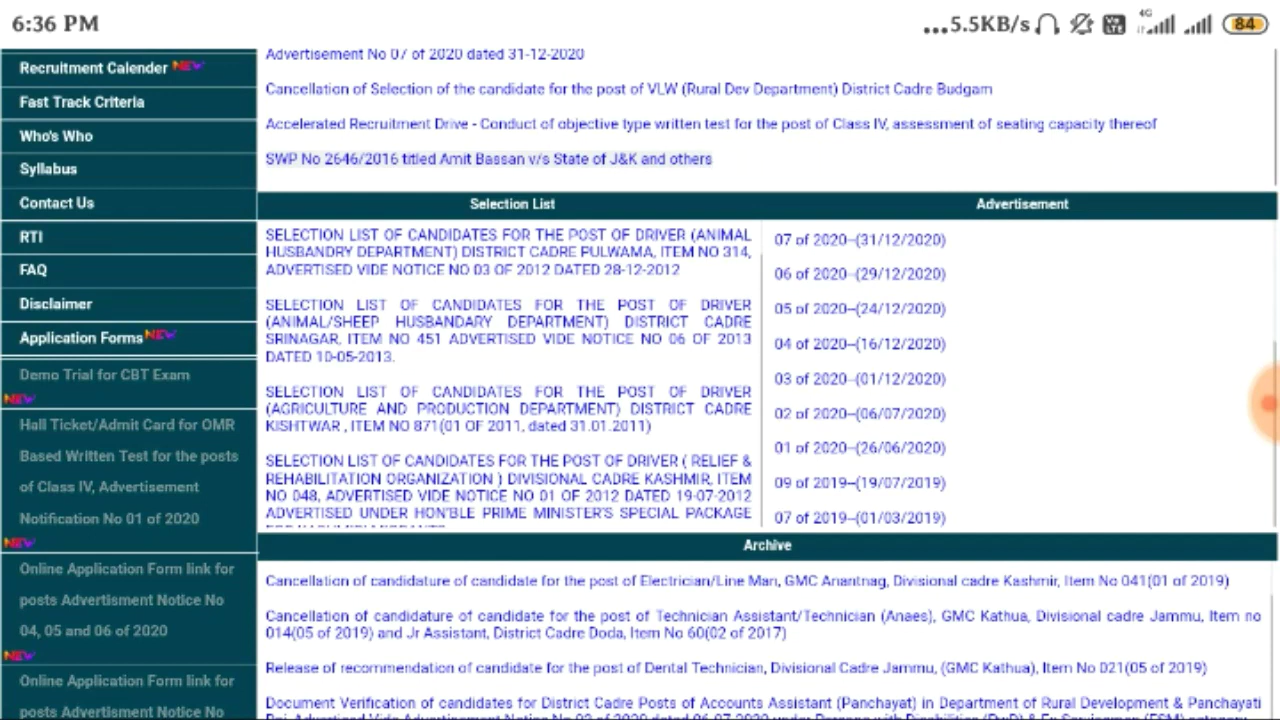 6:36 PM
...5.5KB/s
4G
84
Recruitment Calender NEW
Fast Track Criteria
Who's Who
Syllabus
Contact Us
RTI
FAQ
Disclaimer
Application Forms NEW
Demo Trial for CBT Exam
NEW
Hall Ticket/Admit Card for OMR
Based Written Test for the posts
of Class IV, Advertisement
Notification No 01 of 2020
NEW
Online Application Form link for
posts Advertisment Notice No
04, 05 and 06 of 2020
NEW
Online Application Form link for
posts Advertisment Notice No
Advertisement No 07 of 2020 dated 31-12-2020
Cancellation of Selection of the candidate for the post of VLW (Rural Dev Department) District Cadre Budgam
Accelerated Recruitment Drive - Conduct of objective type written test for the post of Class IV, assessment of seating capacity thereof
SWP No 2646/2016 titled Amit Bassan v/s State of J&K and others
Selection List
SELECTION LIST OF CANDIDATES FOR THE POST OF DRIVER (ANIMAL
HUSBANDRY DEPARTMENT) DISTRICT CADRE PULWAMA, ITEM NO 314,
ADVERTISED VIDE NOTICE NO 03 OF 2012 DATED 28-12-2012
SELECTION LIST OF CANDIDATES FOR THE POST OF DRIVER
(ANIMAL/SHEEP HUSBANDARY DEPARTMENT) DISTRICT CADRE
SRINAGAR, ITEM NO 451 ADVERTISED VIDE NOTICE NO 06 OF 2013
DATED 10-05-2013.
SELECTION LIST OF CANDIDATES FOR THE POST OF DRIVER
(AGRICULTURE AND PRODUCTION DEPARTMENT) DISTRICT CADRE
KISHTWAR , ITEM NO 871(01 OF 2011, dated 31.01.2011)
SELECTION LIST OF CANDIDATES FOR THE POST OF DRIVER ( RELIEF &
REHABILITATION ORGANIZATION ) DIVISIONAL CADRE KASHMIR, ITEM
NO 048, ADVERTISED VIDE NOTICE NO 01 OF 2012 DATED 19-07-2012
ADVERTISED UNDER HON'BLE PRIME MINISTER'S SPECIAL PACKAGE
Advertisement
07 of 2020--(31/12/2020)
06 of 2020--(29/12/2020)
05 of 2020--(24/12/2020)
04 of 2020--(16/12/2020)
03 of 2020--(01/12/2020)
02 of 2020--(06/07/2020)
01 of 2020--(26/06/2020)
09 of 2019--(19/07/2019)
07 of 2019--(01/03/2019)
Archive
Cancellation of candidature of candidate for the post of Electrician/Line Man, GMC Anantnag, Divisional cadre Kashmir, Item No 041(01 of 2019)
Cancellation of candidature of candidate for the post of Technician Assistant/Technician (Anaes), GMC Kathua, Divisional cadre Jammu, Item no
014(05 of 2019) and Jr Assistant, District Cadre Doda, Item No 60(02 of 2017)
Release of recommendation of candidate for the post of Dental Technician, Divisional Cadre Jammu, (GMC Kathua), Item No 021(05 of 2019)
Document Verification of candidates for District Cadre Posts of Accounts Assistant (Panchayat) in Department of Rural Development & Panchayati